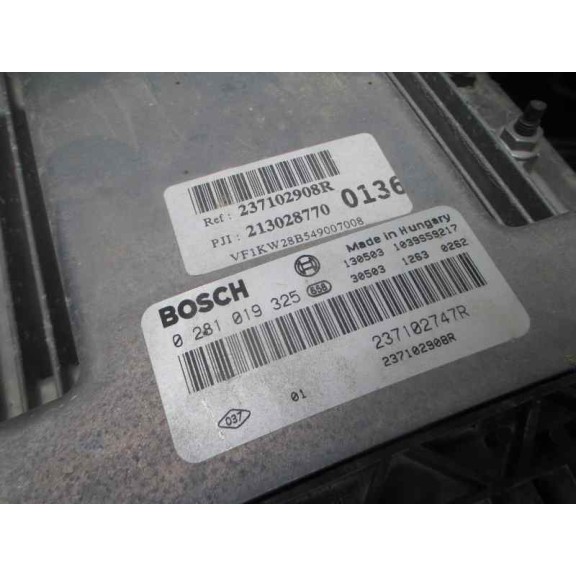 Ref : 237102908R
0136
PJI : 213028770
VF1KW28B549007008
BOSCH
Made in Hungary
0 281 019 325 858
130503 1039S59217
30503 1263 0262
237102747R
237102908R
01
037